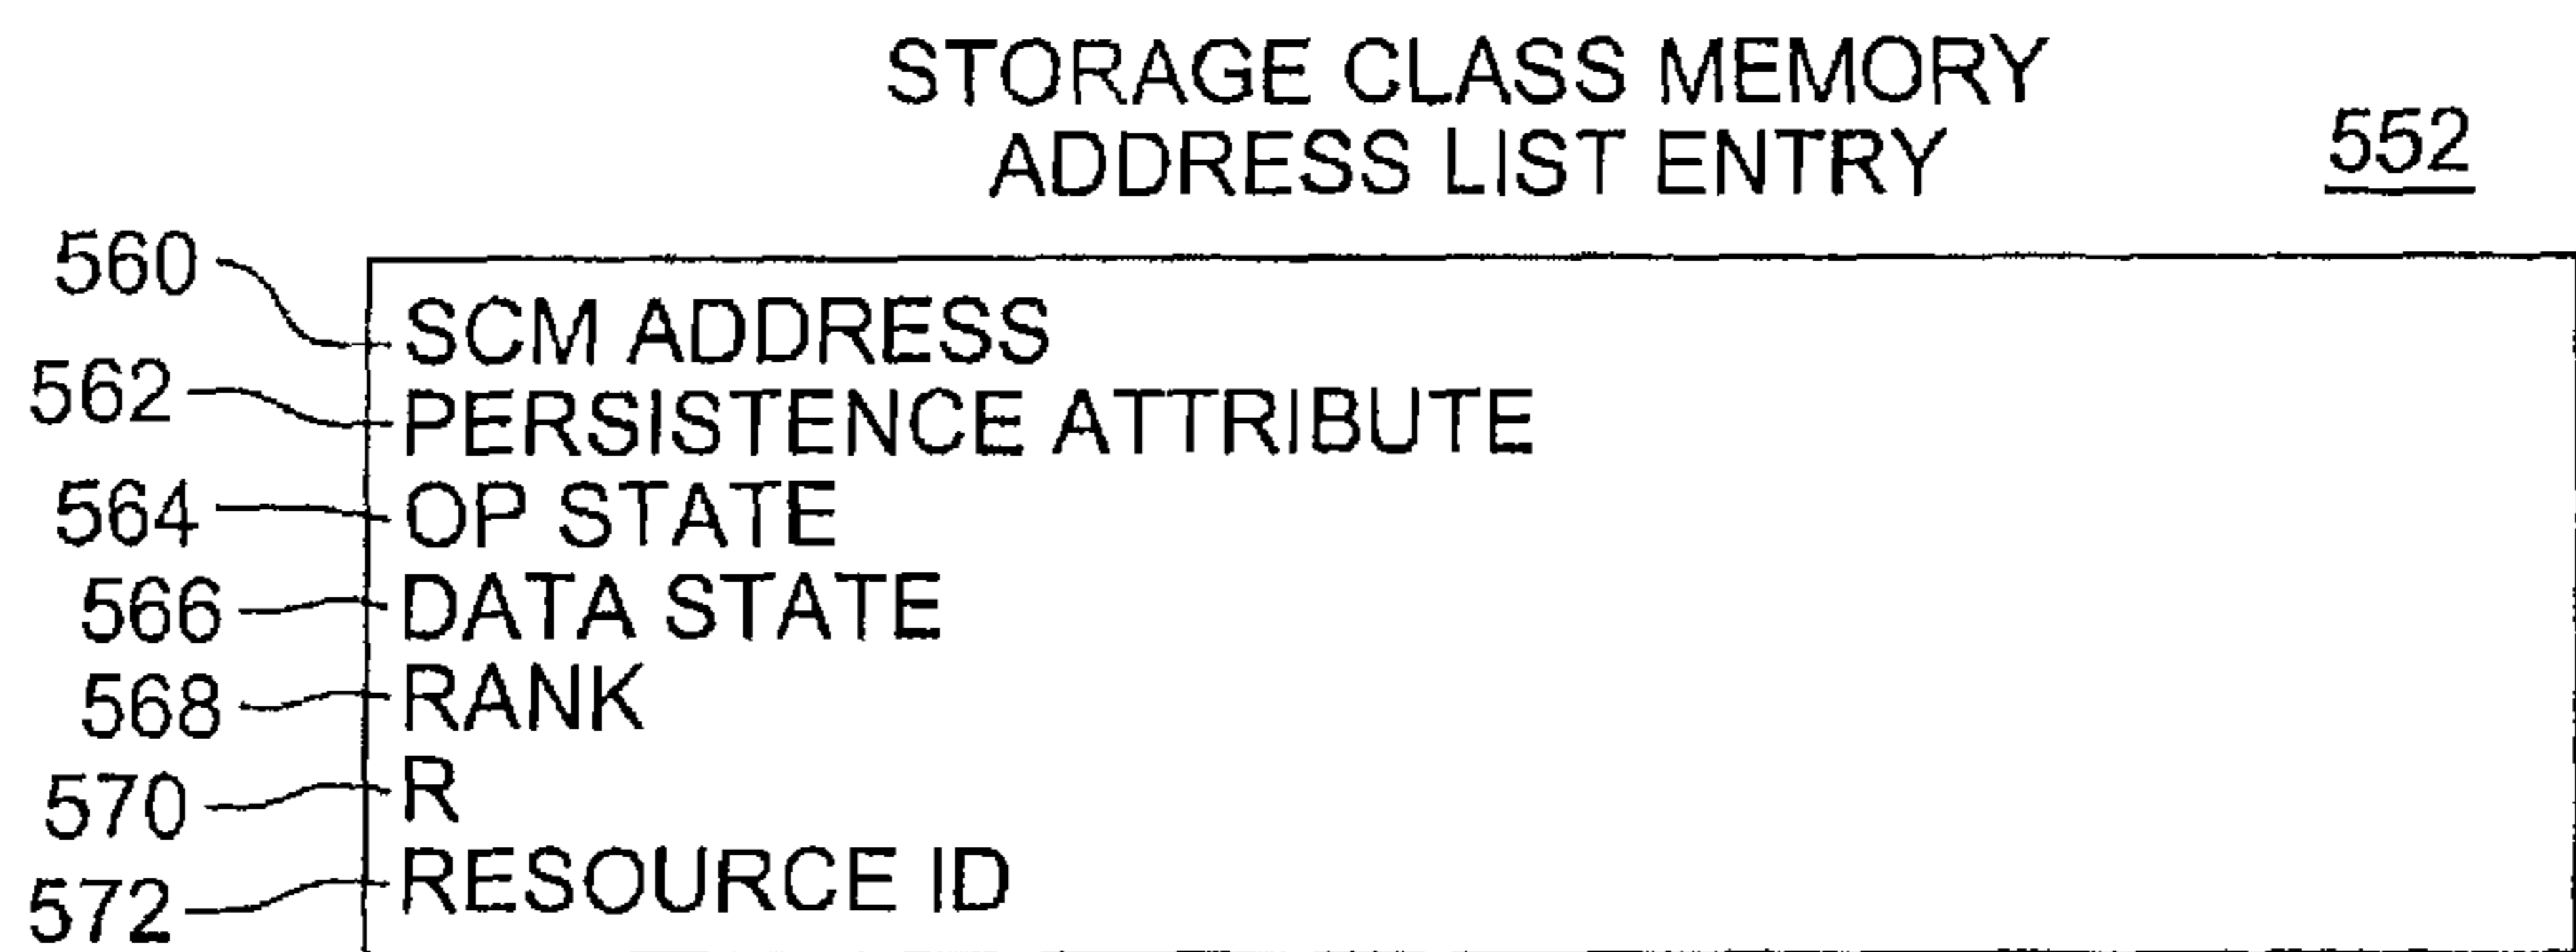 STORAGE CLASS MEMORY
ADDRESS LIST ENTRY
552
560 SCM ADDRESS
562 PERSISTENCE ATTRIBUTE
564 OP STATE
566 DATA STATE
568 RANK
570 R
572 RESOURCE ID